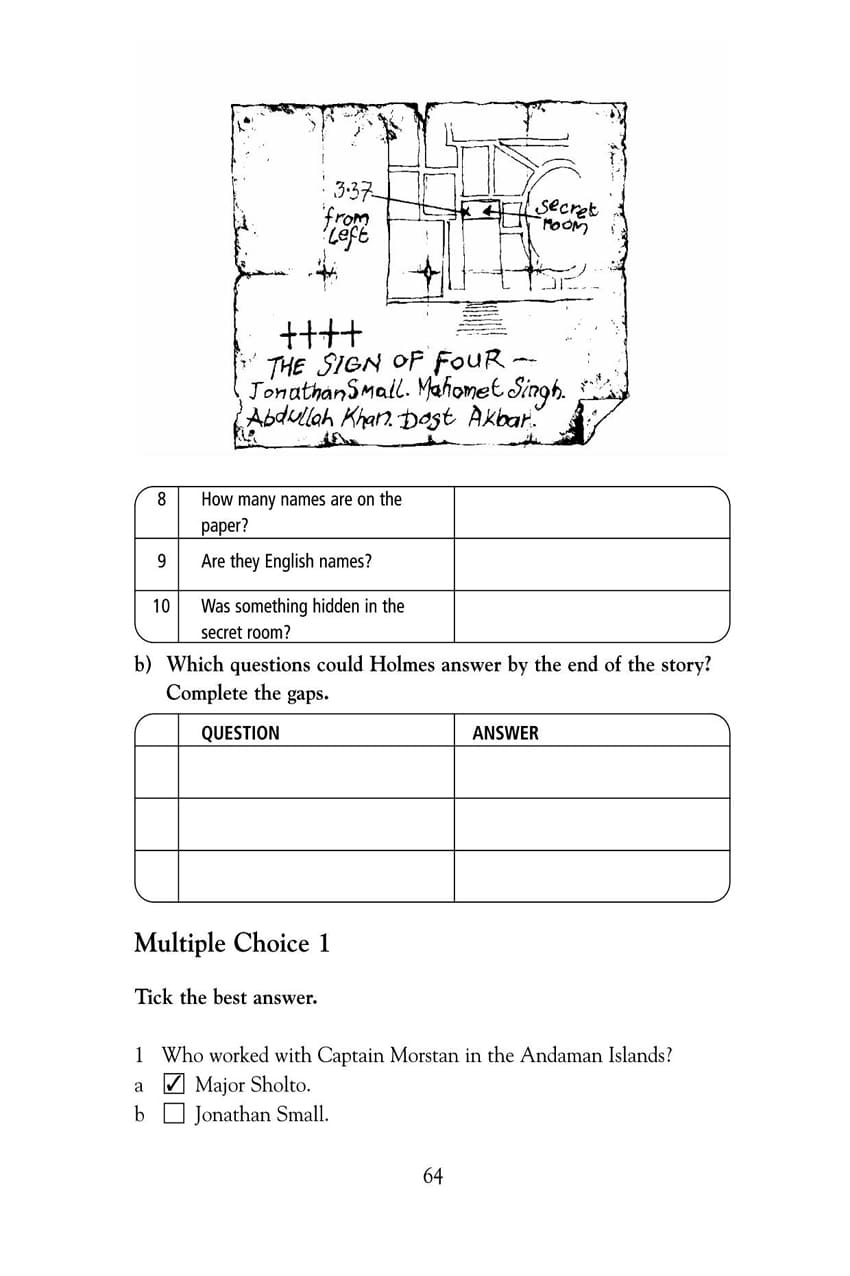 3.37
from
Left
secret
room
++++
THE SIGN OF FOUR —
Jonathan Small. Mahomet Singh.
Abdullah Khan. Dost Akbar.
8 How many names are on the
paper?
9 Are they English names?
10 Was something hidden in the
secret room?
b) Which questions could Holmes answer by the end of the story?
Complete the gaps.
QUESTION ANSWER
Multiple Choice 1
Tick the best answer.
1 Who worked with Captain Morstan in the Andaman Islands?
a ✓ Major Sholto.
b Jonathan Small.
64